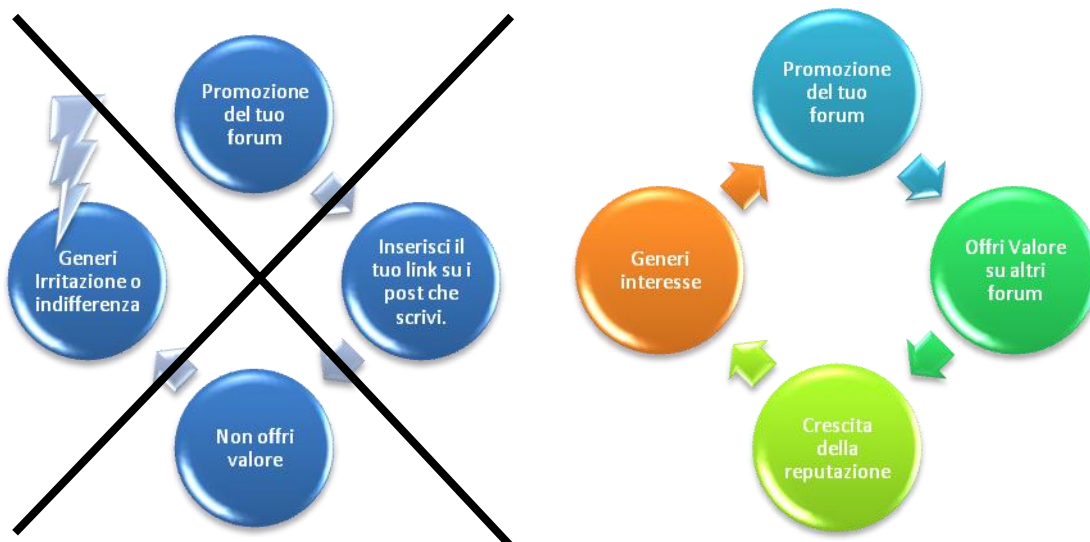 Promozione
del tuo
forum
Inserisci il
tuo link su i
post che
scrivi.
Non offri
valore
Generi
Irritazione o
indifferenza
Promozione
del tuo
forum
Offri Valore
su altri
forum
Crescita
della
reputazione
Generi
interesse